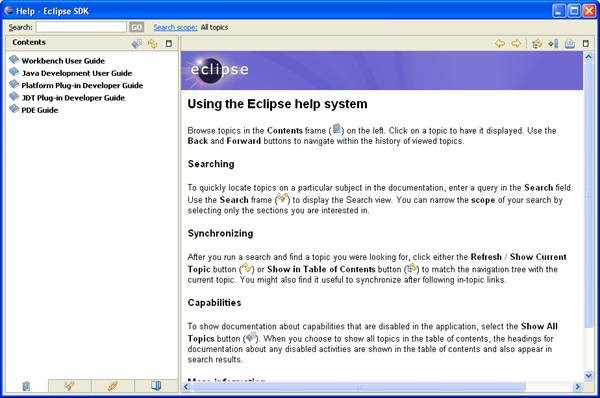 Help - Eclipse SDK
Search: GO Search scope: All topics
Contents
Workbench User Guide
Java Development User Guide
Platform Plug-in Developer Guide
JDT Plug-in Developer Guide
PDE Guide
eclipse
Using the Eclipse help system
Browse topics in the Contents frame ( ) on the left. Click on a topic to have it displayed. Use the
Back and Forward buttons to navigate within the history of viewed topics.
Searching
To quickly locate topics on a particular subject in the documentation, enter a query in the Search field.
Use the Search frame ( ) to display the Search view. You can narrow the scope of your search by
selecting only the sections you are interested in.
Synchronizing
After you run a search and find a topic you were looking for, click either the Refresh / Show Current
Topic button ( ) or Show in Table of Contents button ( ) to match the navigation tree with the
current topic. You might also find it useful to synchronize after following in-topic links.
Capabilities
To show documentation about capabilities that are disabled in the application, select the Show All
Topics button ( ). When you choose to show all topics in the table of contents, the headings for
documentation about any disabled activities are shown in the table of contents and also appear in
search results.
More information